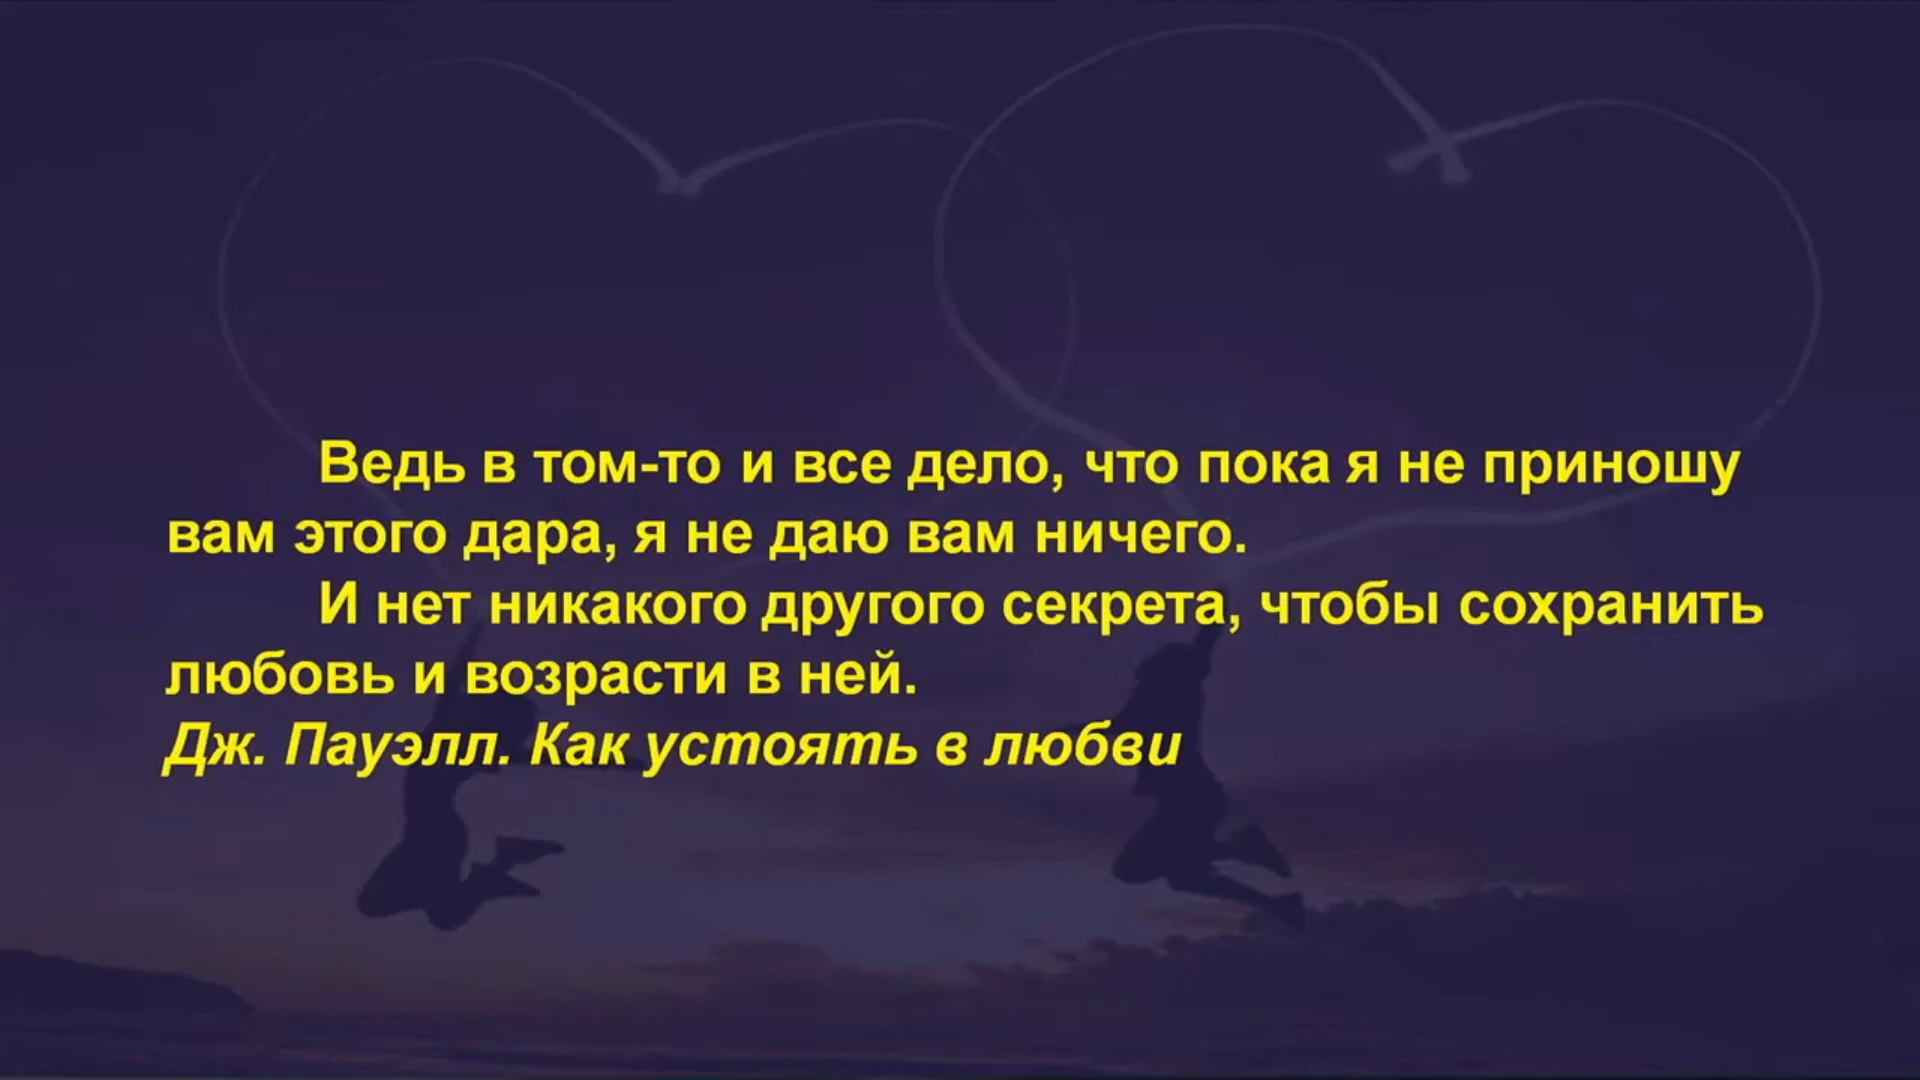 Ведь в том-то и все дело, что пока я не приношу
вам этого дара, я не даю вам ничего.
И нет никакого другого секрета, чтобы сохранить
любовь и возрасти в ней.
Дж. Пауэлл. Как устоять в любви